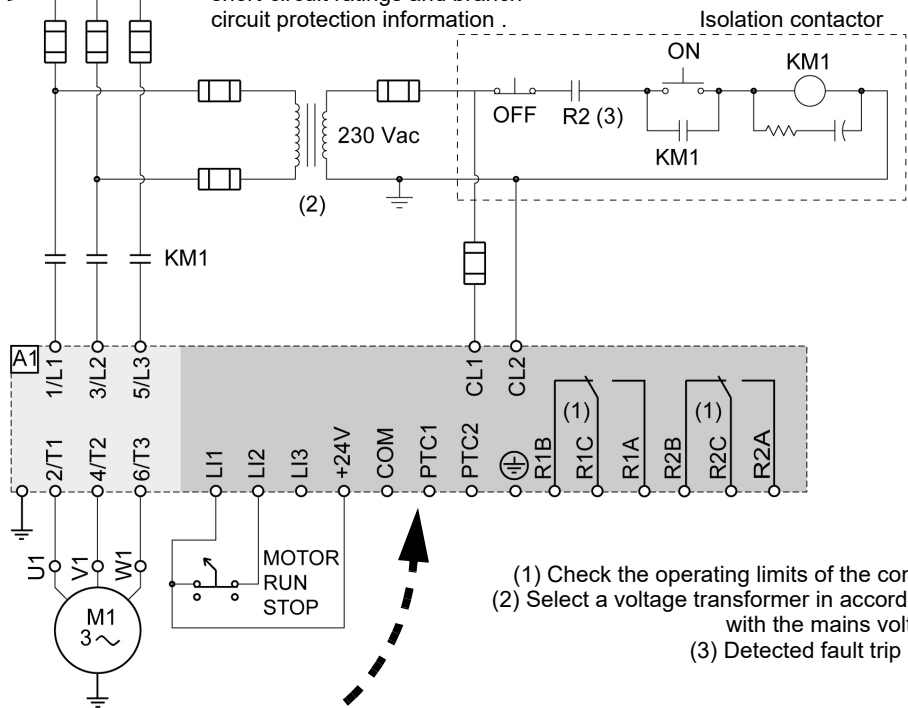 short circuit ratings and branch
circuit protection information .
Isolation contactor
ON
KM1
OFF
R2 (3)
KM1
230 Vac
(2)
KM1
A1
1/L1
3/L2
5/L3
CL1
CL2
2/T1
4/T2
6/T3
LI1
LI2
LI3
+24V
COM
PTC1
PTC2
R1B
R1C
R1A
R2B
R2C
R2A
(1)
(1)
U1
V1
W1
M1
3
MOTOR
RUN
STOP
(1) Check the operating limits of the con
(2) Select a voltage transformer in accord
with the mains volt
(3) Detected fault trip